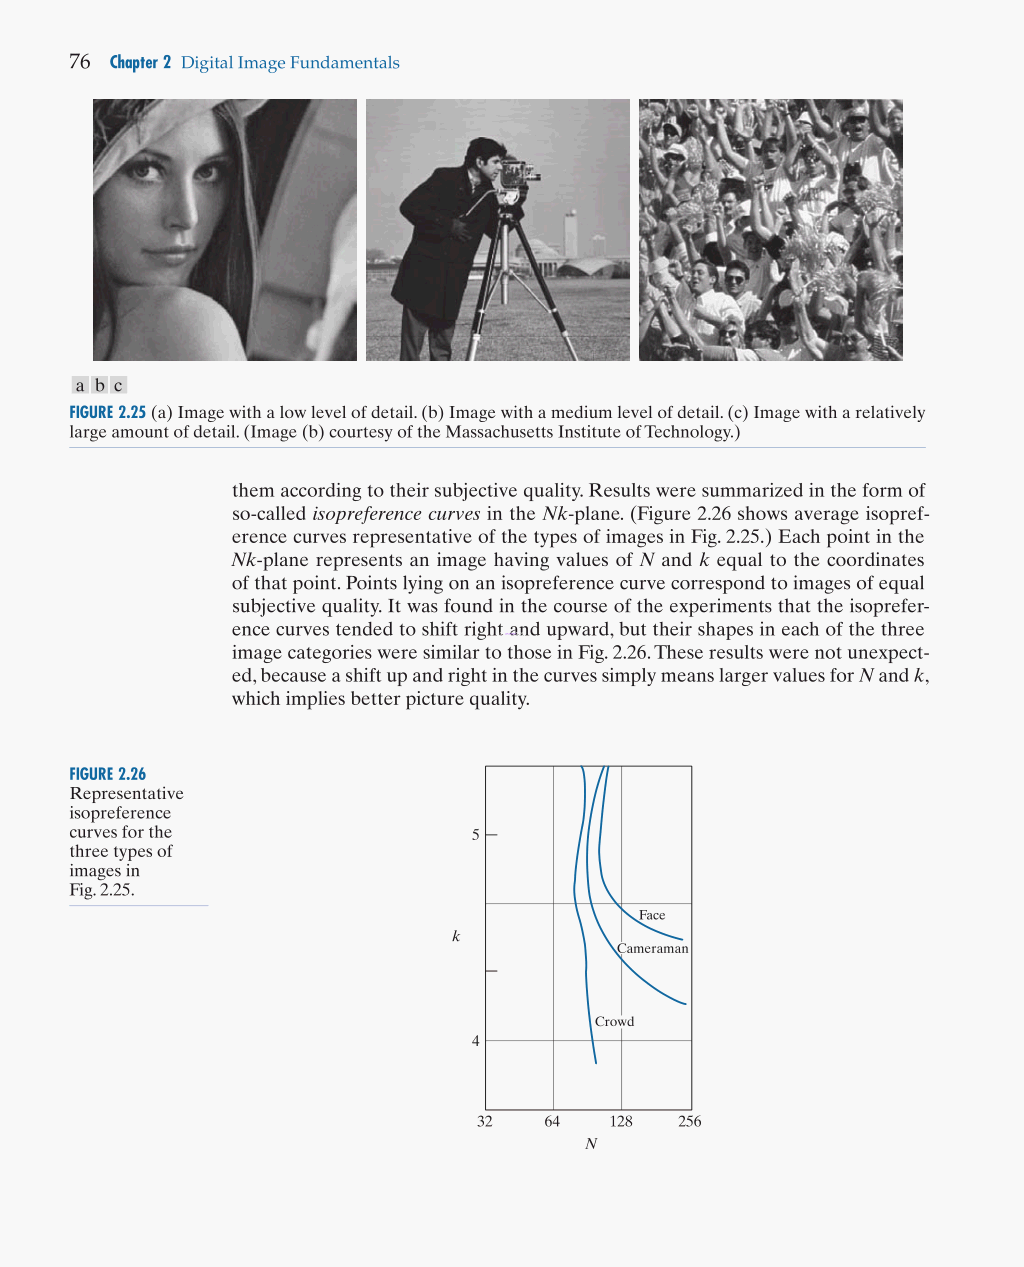 76 Chapter 2 Digital Image Fundamentals
a b c
FIGURE 2.25 (a) Image with a low level of detail. (b) Image with a medium level of detail. (c) Image with a relatively
large amount of detail. (Image (b) courtesy of the Massachusetts Institute of Technology.)
them according to their subjective quality. Results were summarized in the form of
so-called isopreference curves in the Nk-plane. (Figure 2.26 shows average isopref-
erence curves representative of the types of images in Fig. 2.25.) Each point in the
Nk-plane represents an image having values of N and k equal to the coordinates
of that point. Points lying on an isopreference curve correspond to images of equal
subjective quality. It was found in the course of the experiments that the isoprefer-
ence curves tended to shift right and upward, but their shapes in each of the three
image categories were similar to those in Fig. 2.26. These results were not unexpect-
ed, because a shift up and right in the curves simply means larger values for N and k,
which implies better picture quality.
FIGURE 2.26
Representative
isopreference
curves for the
three types of
images in
Fig. 2.25.
5
Face
k
Cameraman
Crowd
4
32 64 128 256
N